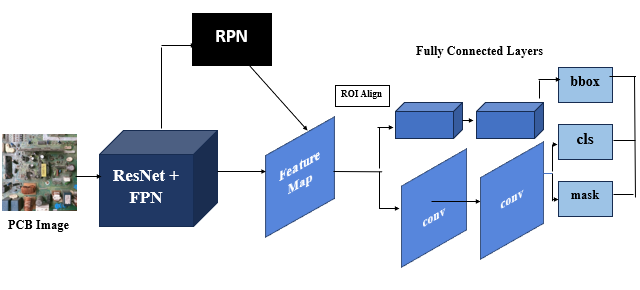 RPN
Fully Connected Layers
ROI Align
bbox
cls
mask
ResNet +
FPN
Feature
Map
conv
conv
PCB Image